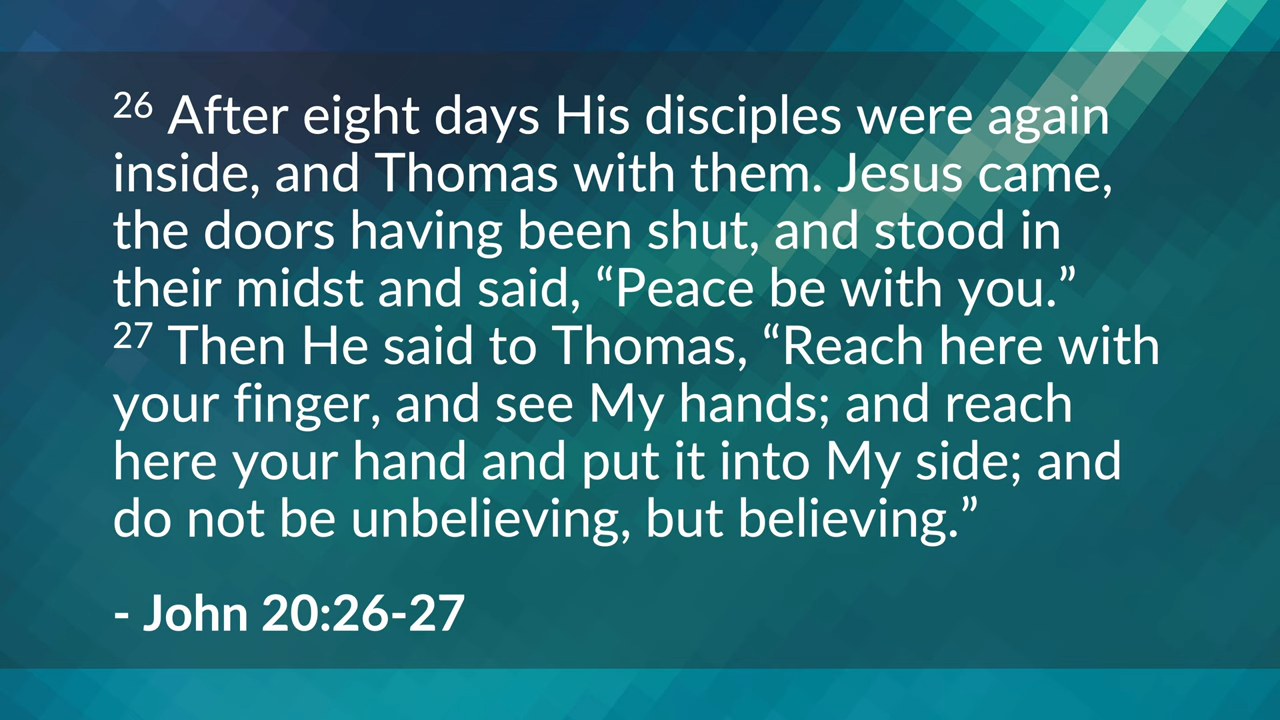 26 After eight days His disciples were again
inside, and Thomas with them. Jesus came,
the doors having been shut, and stood in
their midst and said, “Peace be with you.”
27 Then He said to Thomas, “Reach here with
your finger, and see My hands; and reach
here your hand and put it into My side; and
do not be unbelieving, but believing.”
- John 20:26-27